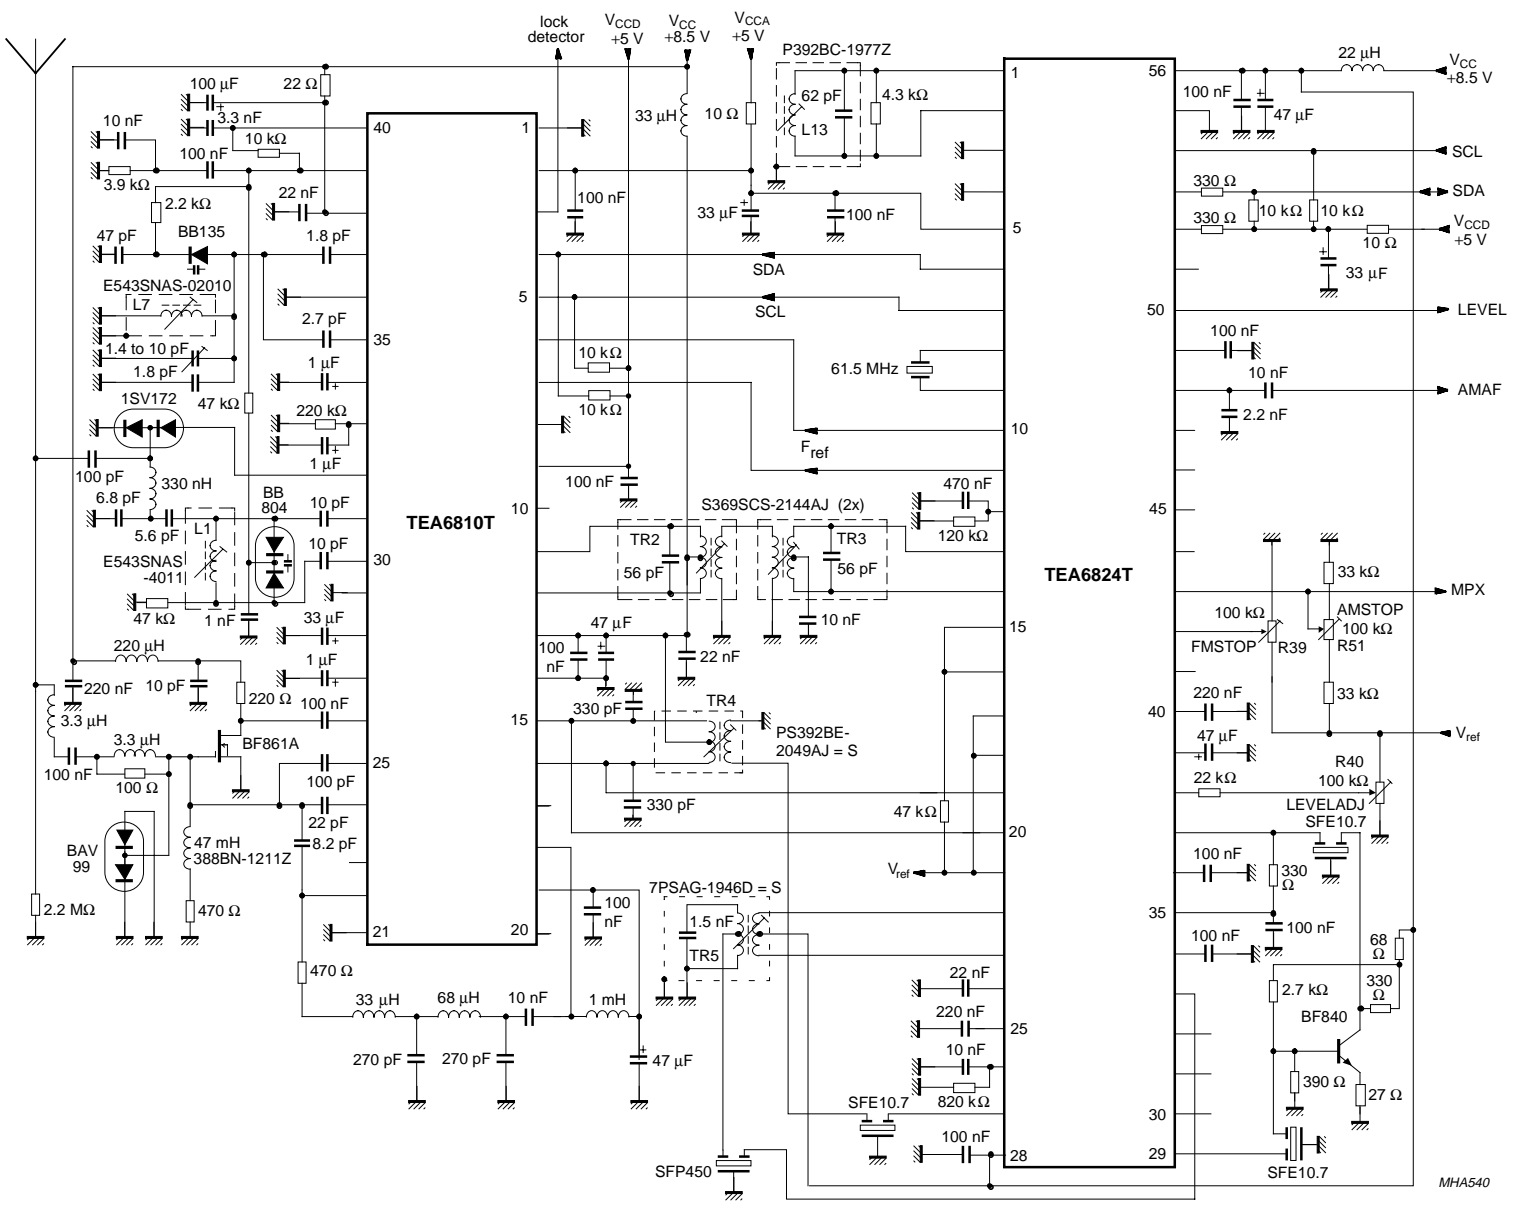 lock
detector
VCCD
+5 V
VCC
+8.5 V
VCCA
+5 V
P392BC-1977Z
22 µH
VCC
+8.5 V
100 µF
22 Ω
3.3 nF
10 nF
10 kΩ
100 nF
3.9 kΩ
40
1
33 µH
10 Ω
62 pF
4.3 kΩ
L13
1
56
100 nF
47 µF
SCL
22 nF
2.2 kΩ
100 nF
33 µF
100 nF
330 Ω
SDA
10 kΩ
10 kΩ
330 Ω
VCCD
+5 V
10 Ω
33 µF
47 pF
BB135
1.8 pF
5
SDA
E543SNAS-02010
L7
5
SCL
50
LEVEL
2.7 pF
35
1.4 to 10 pF
1.8 pF
1 µF
10 kΩ
10 kΩ
61.5 MHz
100 nF
10 nF
AMAF
2.2 nF
1SV172
47 kΩ
220 kΩ
1 µF
Fref
10
100 pF
330 nH
6.8 pF
5.6 pF
L1
BB
804
10 pF
100 nF
10
TEA6810T
S369SCS-2144AJ (2x)
470 nF
120 kΩ
45
E543SNAS
-4011
10 pF
30
TR2
56 pF
TR3
56 pF
TEA6824T
33 kΩ
MPX
47 kΩ
1 nF
33 µF
47 µF
100
nF
22 nF
10 nF
15
100 kΩ
FMSTOP
R39
AMSTOP
100 kΩ
R51
220 µH
220 nF
10 pF
220 Ω
1 µF
100 nF
330 pF
TR4
33 kΩ
3.3 µH
15
PS392BE-
2049AJ = S
220 nF
40
47 µF
Vref
3.3 µH
BF861A
100 nF
100 Ω
25
100 pF
22 pF
330 pF
47 kΩ
R40
100 kΩ
22 kΩ
LEVELADJ
SFE10.7
BAV
99
47 mH
388BN-1211Z
8.2 pF
20
Vref
100 nF
330
Ω
2.2 MΩ
470 Ω
21
20
100
nF
7PSAG-1946D = S
1.5 nF
TR5
35
100 nF
100 nF
68
Ω
470 Ω
22 nF
2.7 kΩ
330
Ω
33 µH
68 µH
10 nF
1 mH
220 nF
25
BF840
270 pF
270 pF
47 µF
10 nF
820 kΩ
390 Ω
27 Ω
SFE10.7
30
100 nF
28
29
SFP450
SFE10.7
MHA540